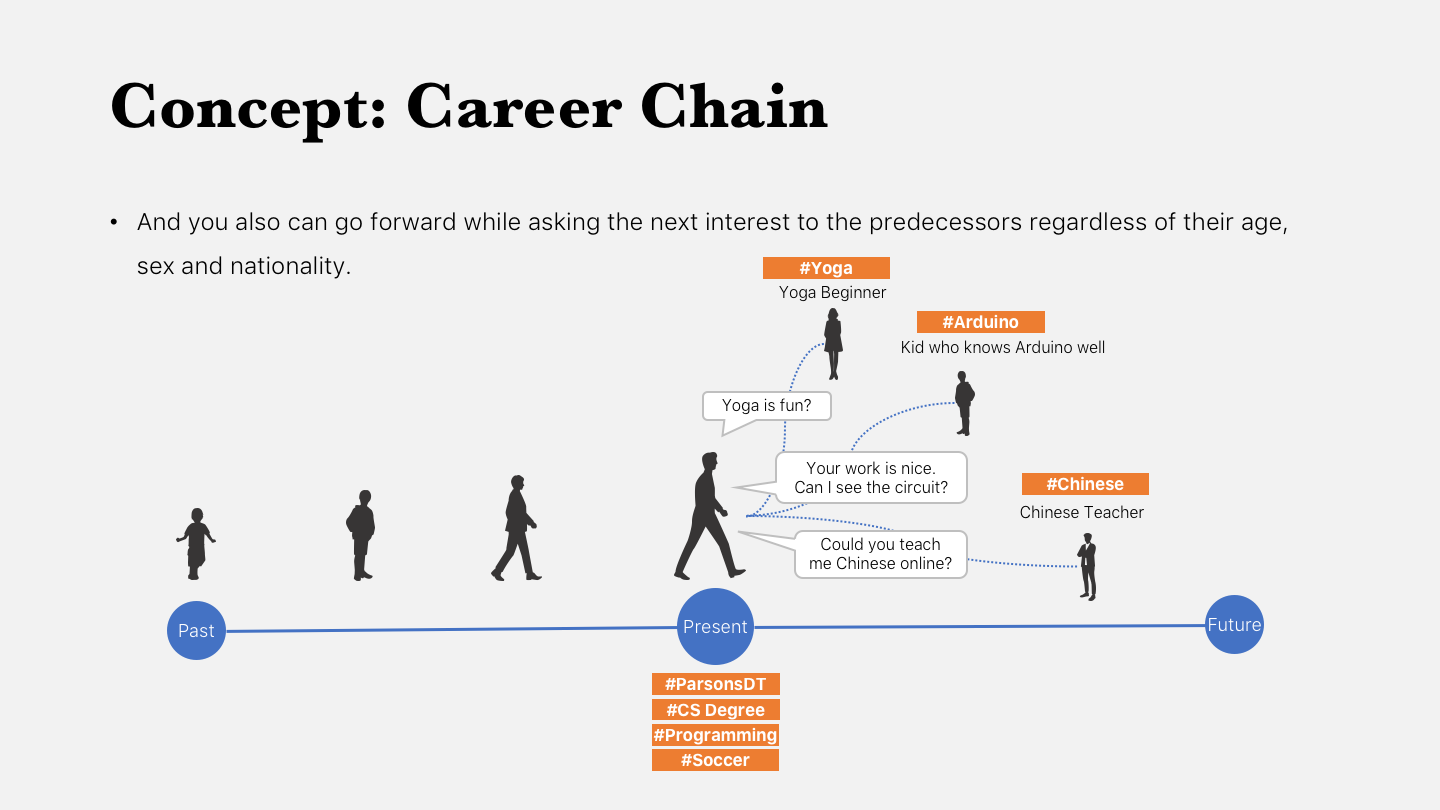 Concept: Career Chain
• And you also can go forward while asking the next interest to the predecessors regardless of their age,
sex and nationality.
#Yoga
Yoga Beginner
#Arduino
Kid who knows Arduino well
Yoga is fun?
Your work is nice.
Can I see the circuit?
#Chinese
Chinese Teacher
Could you teach
me Chinese online?
Past
Present
Future
#ParsonsDT
#CS Degree
#Programming
#Soccer